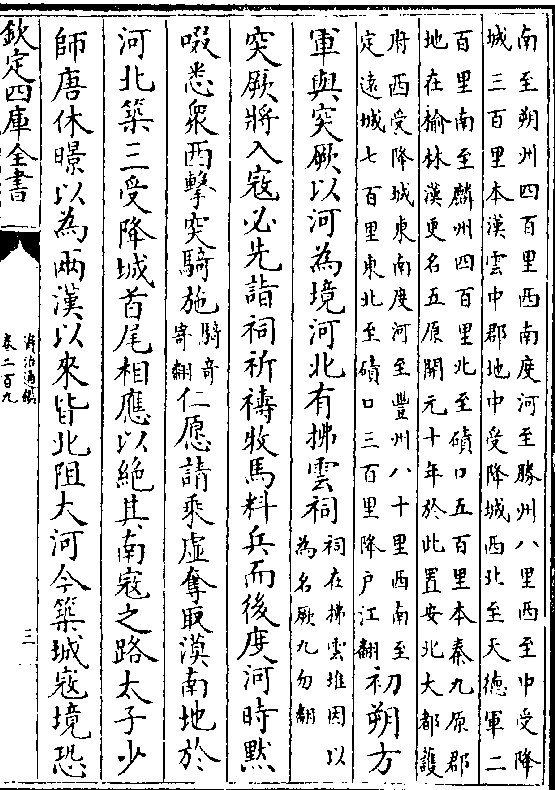 南至朔州四百里西南度河至勝州八里西至中受降
城三百里本漢雲中郡地中受降城西北至天德軍二
百里南至麟州四百里北至磧口五百里本秦九原郡
地在榆林漢更名五原開元十年於此置安北大都護
府西受降城東南度河至豐州八十里西南至
定遠城七百里東北至磧口三百里降户江翻
初朔方
軍與突厥以河為境河北有拂雲祠
祠在拂雲堆因以
為名厥九勿翻
突厥將入寇必先詣祠祈禱牧馬料兵而後度河時默
啜悉衆西擊突騎施
騎奇
寄翻
仁愿請乘虚奪取漠南地於
河北築三受降城首尾相應以絶其南寇之路太子少
師唐休暻以為兩漢以來皆北阻大河今築城寇境恐
欽定四庫全書
資治通鑑
卷二百九
三